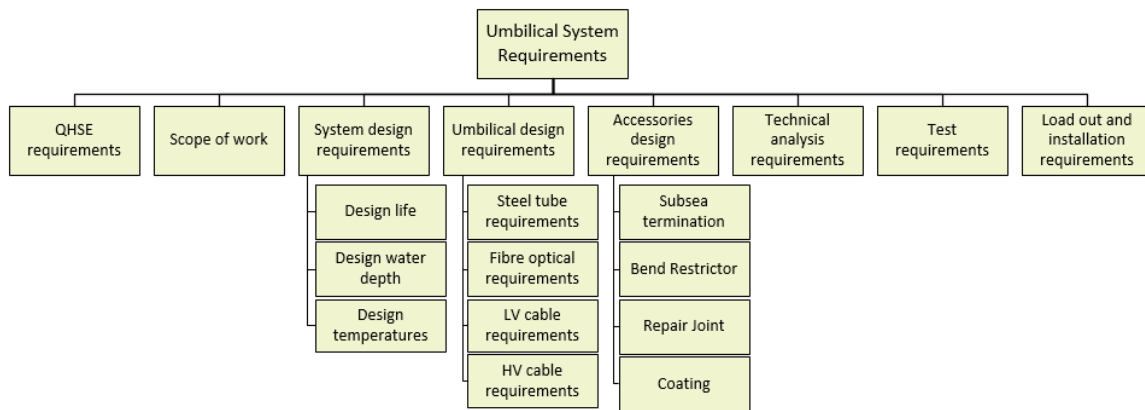 Umbilical System
Requirements
QHSE
requirements
Scope of work
System design
requirements
Umbilical design
requirements
Accessories
design
requirements
Technical
analysis
requirements
Test
requirements
Load out and
installation
requirements
Design life
Design water
depth
Design
temperatures
Steel tube
requirements
Fibre optical
requirements
LV cable
requirements
HV cable
requirements
Subsea
termination
Bend Restrictor
Repair Joint
Coating